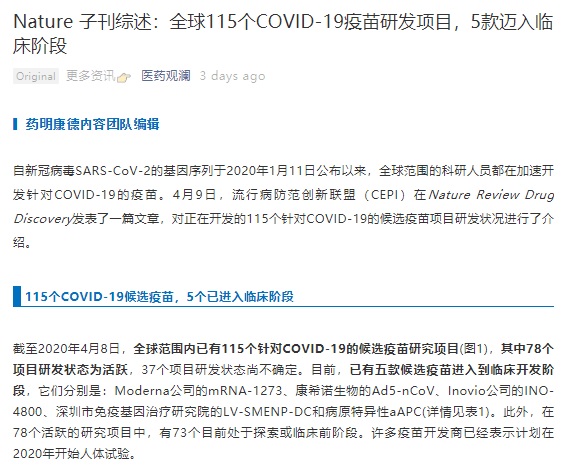 Nature 子刊综述：全球115个COVID-19疫苗研发项目，5款迈入临
床阶段
Original 更多资讯👉 医药观澜 3 days ago
药明康德内容团队编辑
自新冠病毒SARS-CoV-2的基因序列于2020年1月11日公布以来，全球范围的科研人员都在加速开
发针对COVID-19的疫苗。4月9日，流行病防范创新联盟（CEPI）在Nature Review Drug
Discovery发表了一篇文章，对正在开发的115个针对COVID-19的候选疫苗项目研发状况进行了介
绍。
115个COVID-19候选疫苗，5个已进入临床阶段
截至2020年4月8日，全球范围内已有115个针对COVID-19的候选疫苗研究项目(图1)，其中78个
项目研发状态为活跃，37个项目研发状态尚不确定。目前，已有五款候选疫苗进入到临床开发阶
段，它们分别是：Moderna公司的mRNA-1273、康希诺生物的Ad5-nCoV、Inovio公司的INO-
4800、深圳市免疫基因治疗研究院的LV-SMENP-DC和病原特异性aAPC(详情见表1)。此外，在
78个活跃的研究项目中，有73个目前处于探索或临床前阶段。许多疫苗开发商已经表示计划在
2020年开始人体试验。